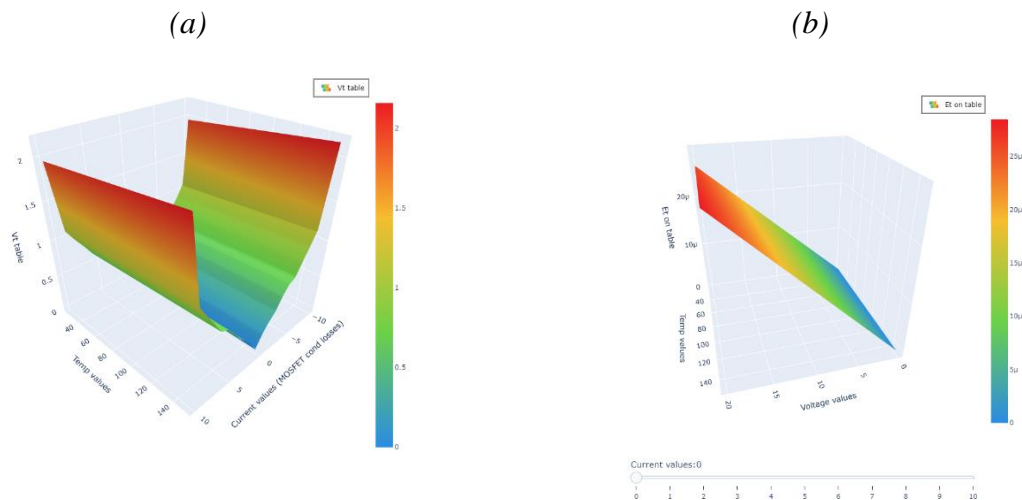 (a)
(b)
Vt table
2
1.5
1
0.5
0
Vt table
40
60
80
100
120
140
Temp values
10
5
0
−5
−10
Current values (MOSFET cond losses)
2
1.5
1
0.5
0
Et on table
20μ
10μ
0
Et on table
40
60
80
100
120
140
Temp values
20
15
10
5
0
Voltage values
25μ
20μ
15μ
10μ
5μ
0
Current values:0
0 1 2 3 4 5 6 7 8 9 10